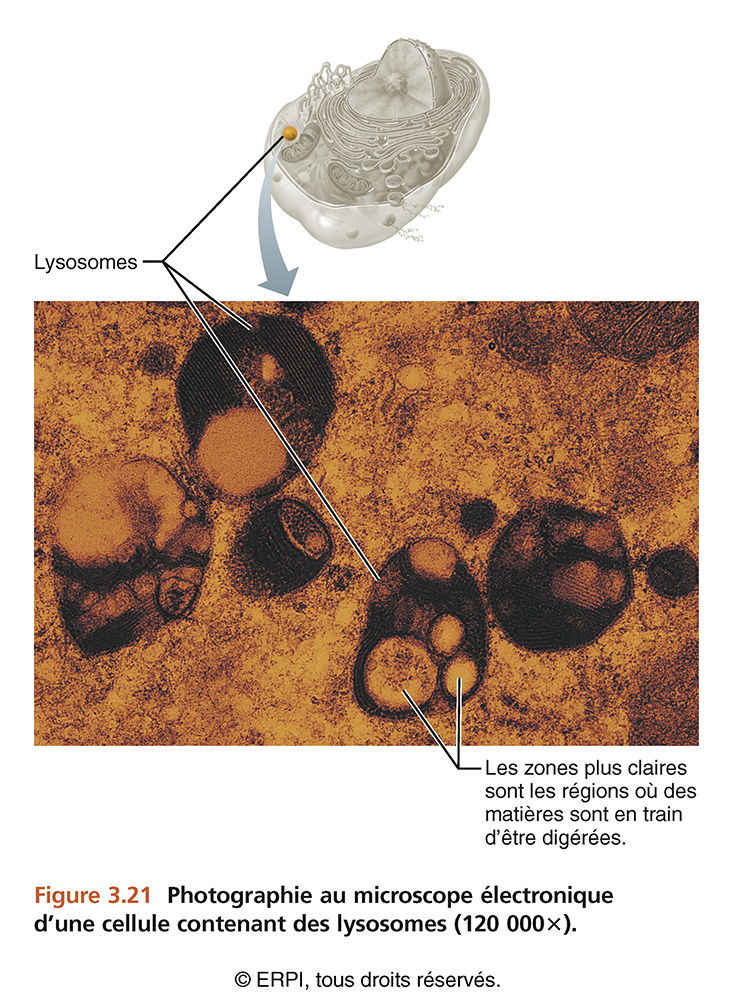 Lysosomes
Les zones plus claires
sont les régions où des
matières sont en train
d'être digérées.
Figure 3.21 Photographie au microscope électronique
d'une cellule contenant des lysosomes (120 000×).
© ERPI, tous droits réservés.